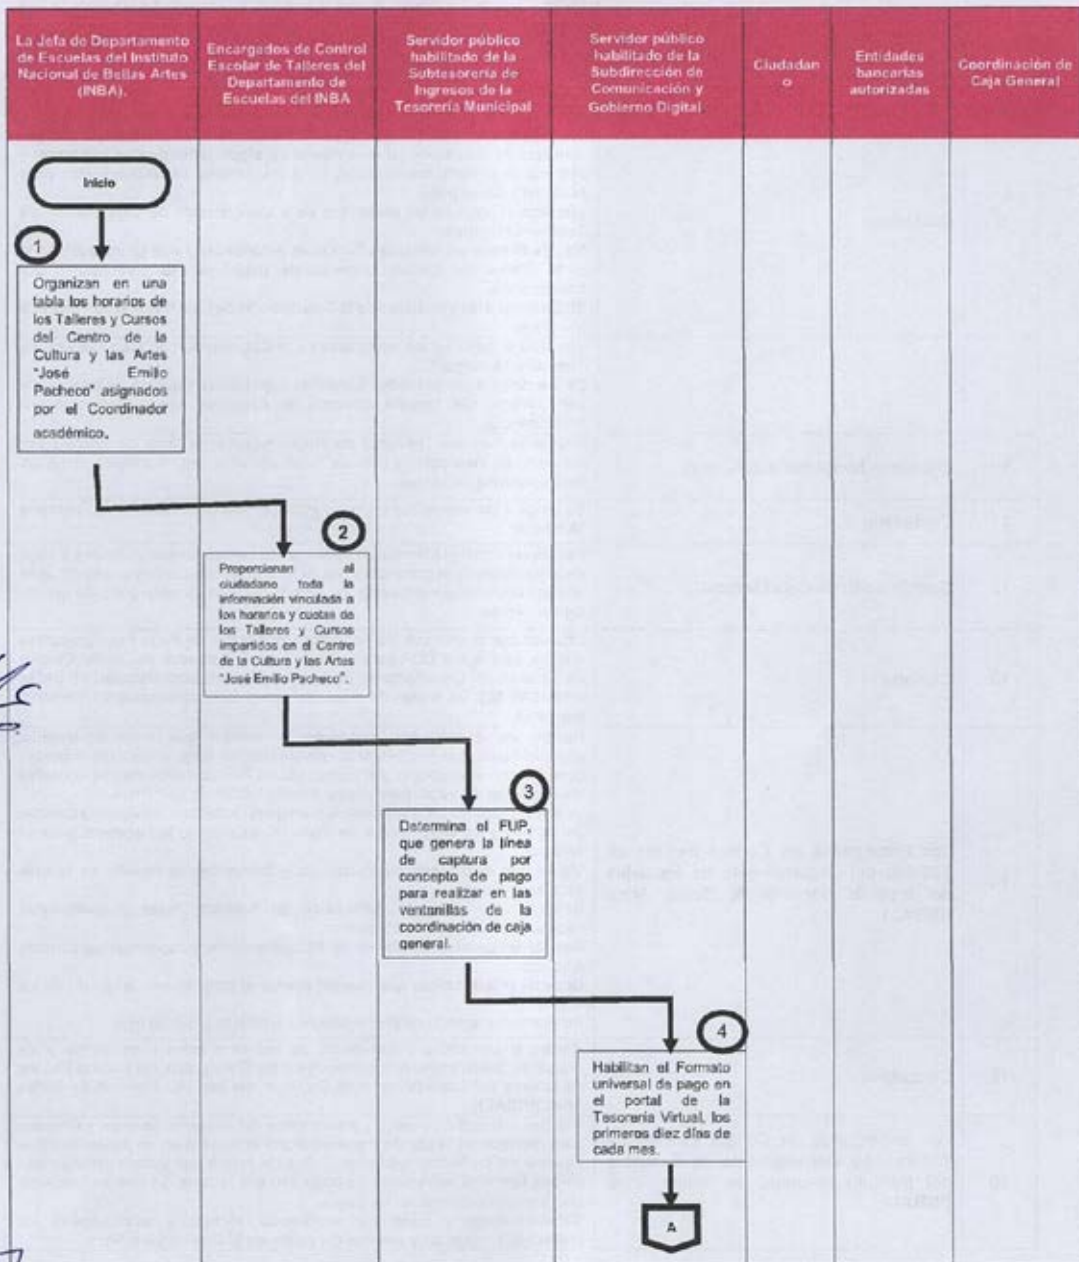 La Jefa de Departamento
de Escuelas del Instituto
Nacional de Bellas Artes
(INBA).
Encargados de Control
Escolar de Talleres del
Departamento de
Escuelas del INBA
Servidor público
habilitado de la
Subtesorería de
Ingresos de la
Tesorería Municipal
Servidor público
habilitado de la
Subdirección de
Comunicación y
Gobierno Digital
Ciudadan
o
Entidades
bancarias
autorizadas
Coordinación de
Caja General
Inicio
1
Organizan en una
tabla los horarios de
los Talleres y Cursos
del Centro de la
Cultura y las Artes
"José Emilio
Pacheco" asignados
por el Coordinador
académico.
2
Proporcionan al
ciudadano toda la
información vinculada a
los horarios y cuotas de
los Talleres y Cursos
impartidos en el Centro
de la Cultura y las Artes
"José Emilio Pacheco".
3
Determina el FUP,
que genera la línea
de captura por
concepto de pago
para realizar en las
ventanillas de la
coordinación de caja
general.
4
Habilitan el Formato
universal de pago en
el portal de la
Tesorería Virtual, los
primeros diez días de
cada mes.
A